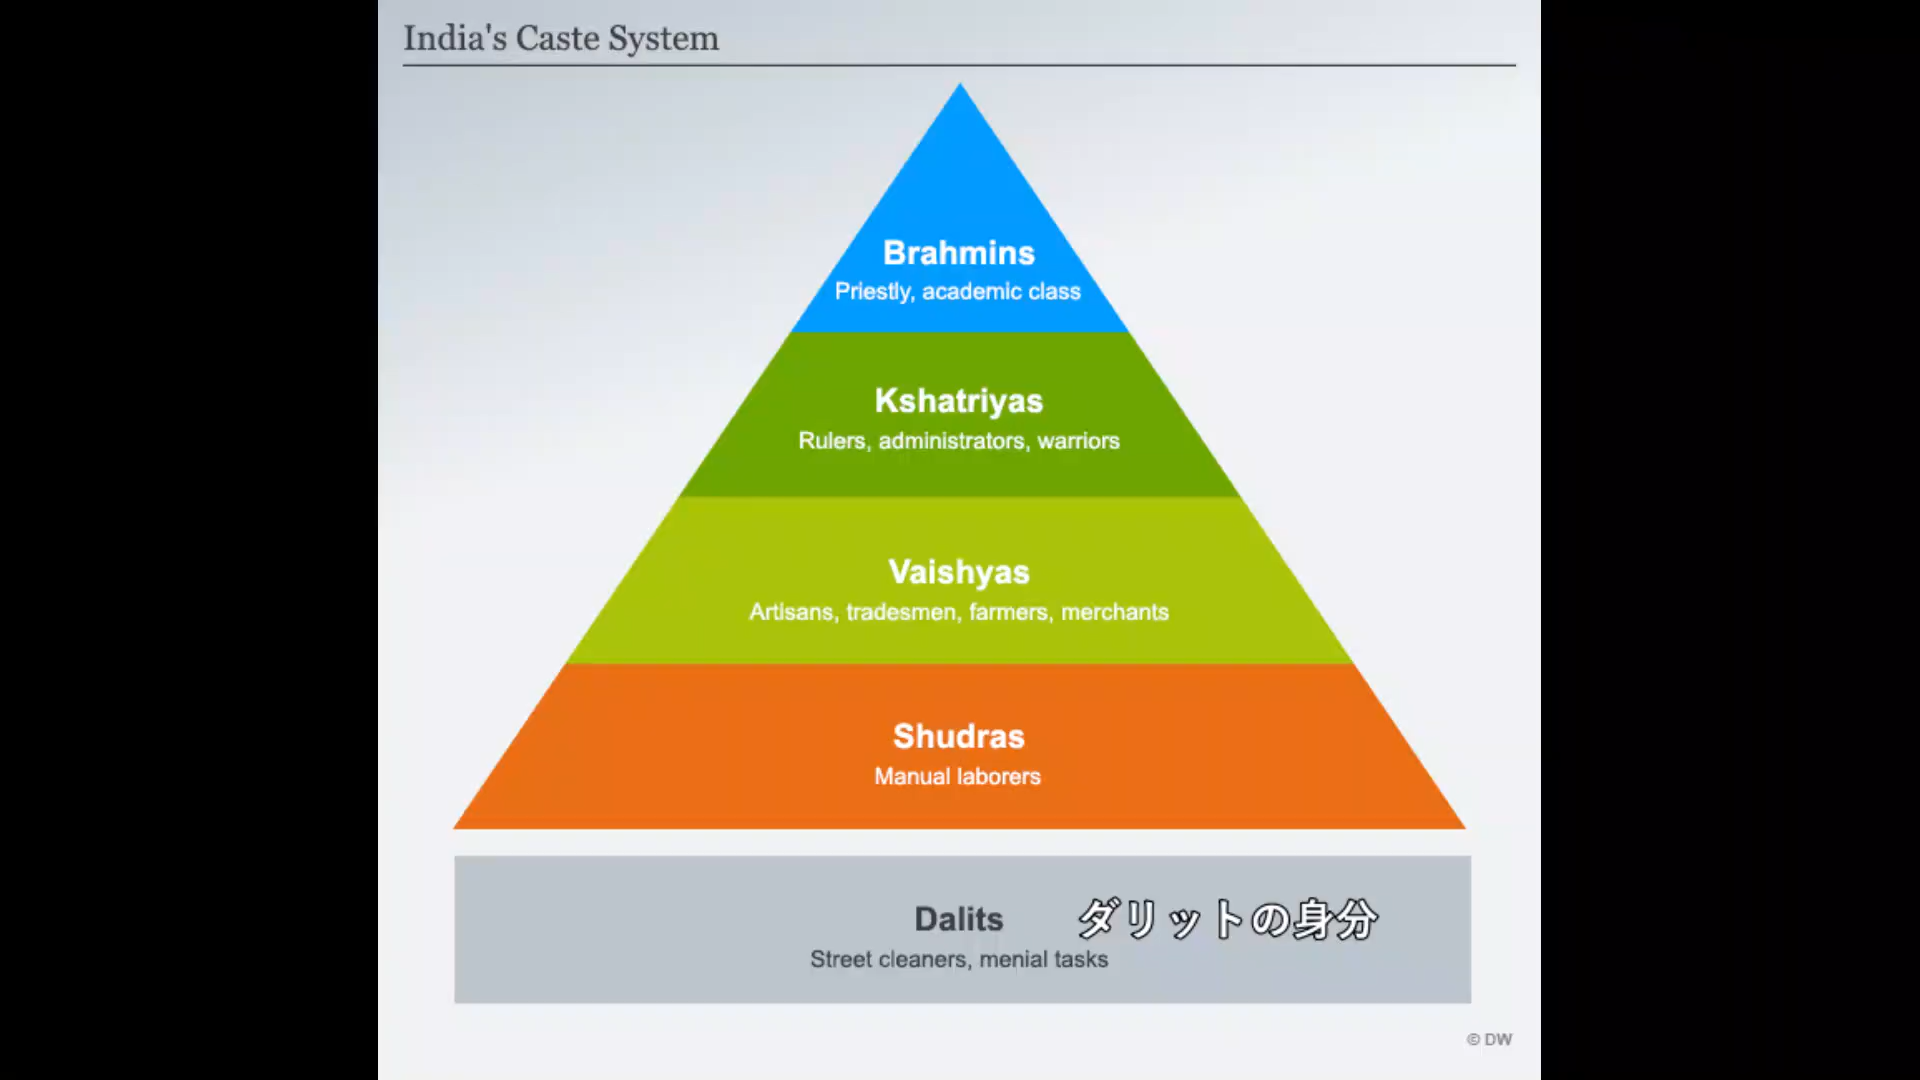 India's Caste System
Brahmins
Priestly, academic class
Kshatriyas
Rulers, administrators, warriors
Vaishyas
Artisans, tradesmen, farmers, merchants
Shudras
Manual laborers
Dalits
ダリットの身分
Street cleaners, menial tasks
© DW